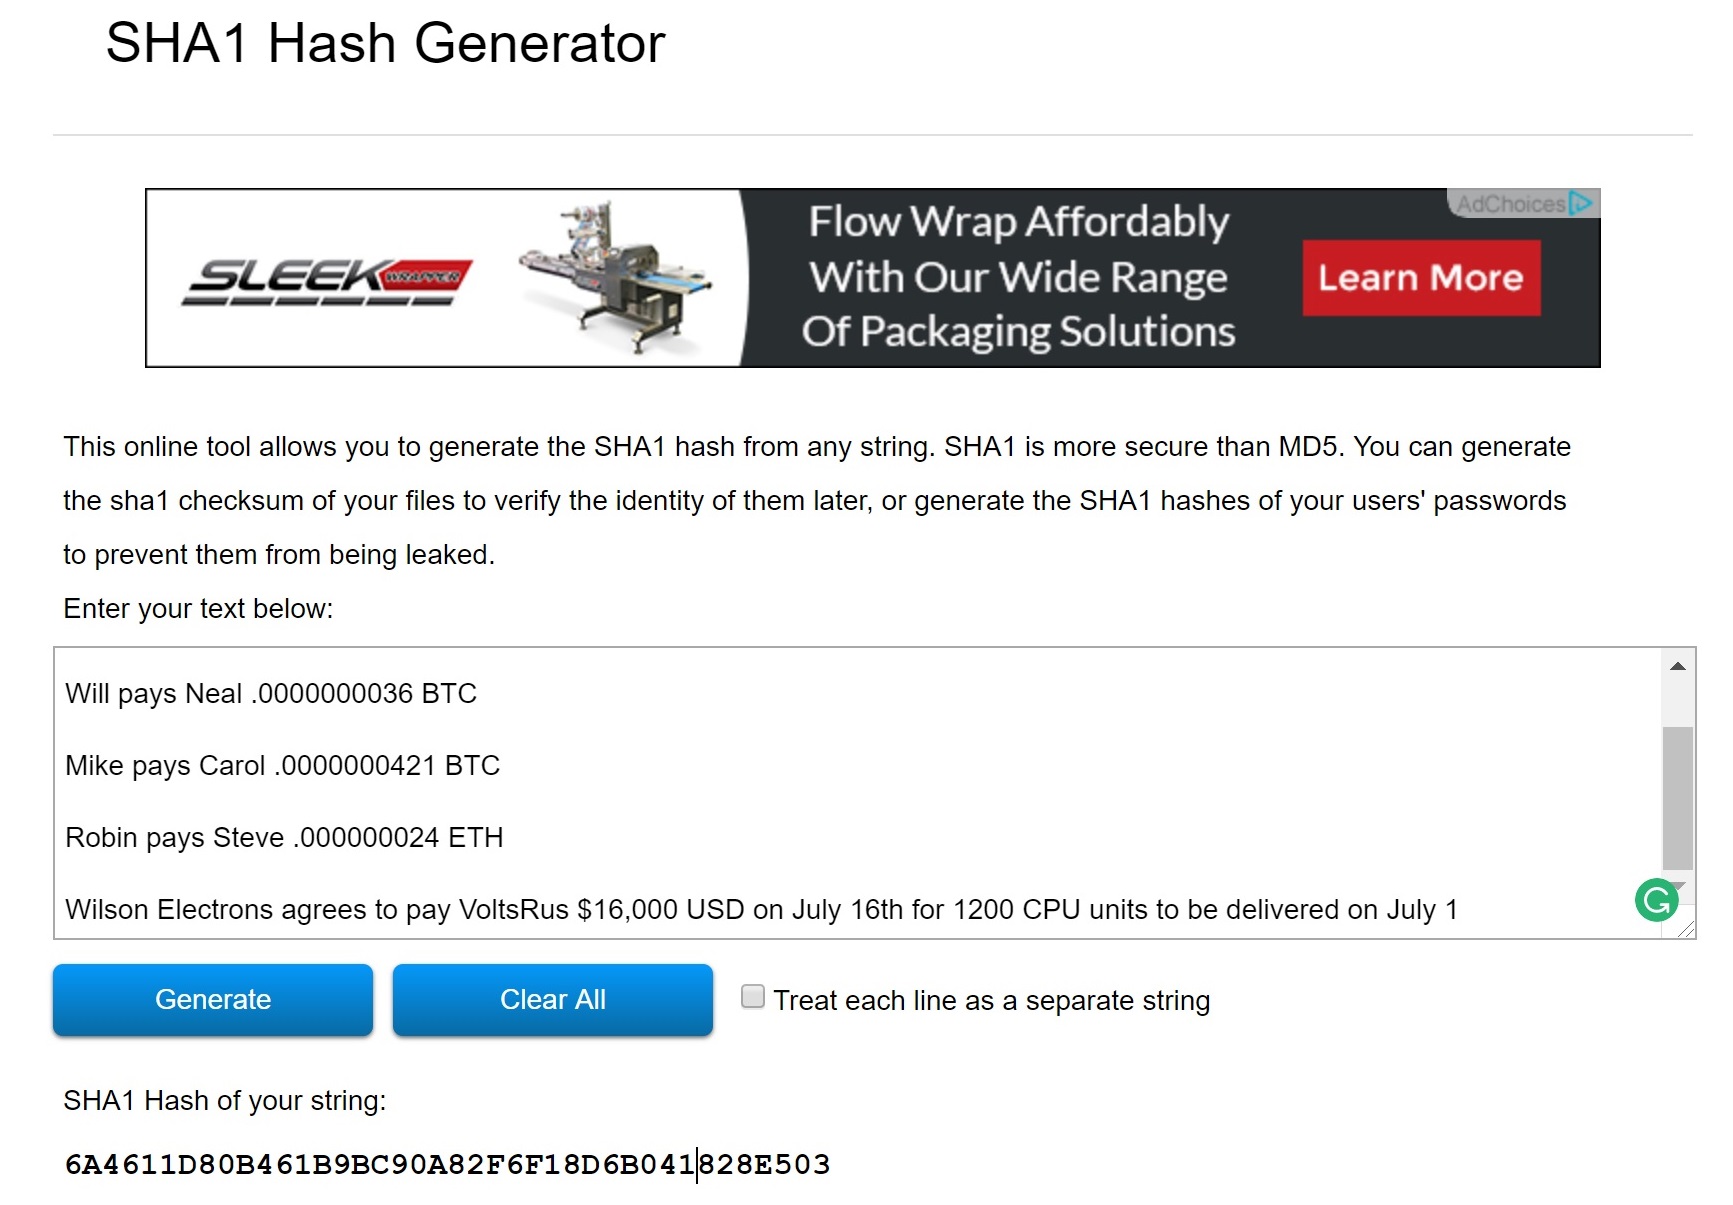 SHA1 Hash Generator
SLEEK WRAPPER
Flow Wrap Affordably
With Our Wide Range
Of Packaging Solutions
Learn More
AdChoices
This online tool allows you to generate the SHA1 hash from any string. SHA1 is more secure than MD5. You can generate
the sha1 checksum of your files to verify the identity of them later, or generate the SHA1 hashes of your users' passwords
to prevent them from being leaked.
Enter your text below:
Will pays Neal .0000000036 BTC
Mike pays Carol .0000000421 BTC
Robin pays Steve .000000024 ETH
Wilson Electrons agrees to pay VoltsRus $16,000 USD on July 16th for 1200 CPU units to be delivered on July 1
Generate
Clear All
Treat each line as a separate string
SHA1 Hash of your string:
6A4611D80B461B9BC90A82F6F18D6B041828E503